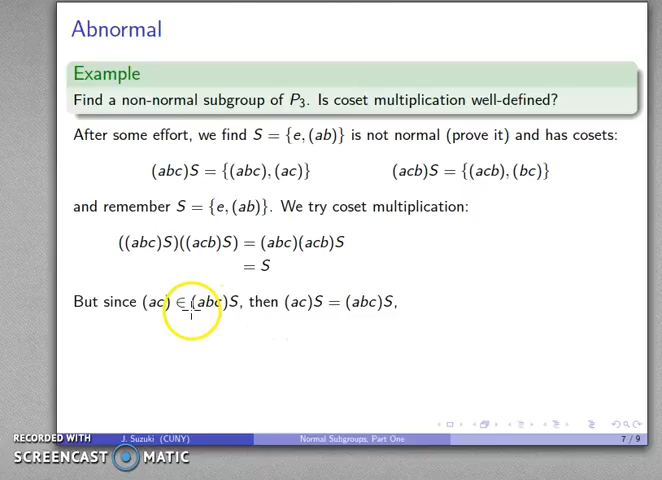 Abnormal
Example
Find a non-normal subgroup of P₃. Is coset multiplication well-defined?
After some effort, we find S = {e, (ab)} is not normal (prove it) and has cosets:
(abc)S = {(abc), (ac)} (acb)S = {(acb), (bc)}
and remember S = {e, (ab)}. We try coset multiplication:
((abc)S)((acb)S) = (abc)(acb)S
= S
But since (ac) ∈ (abc)S, then (ac)S = (abc)S,
RECORDED WITH
J. Suzuki (CUNY) Normal Subgroups. Part One 7 / 9
SCREENCAST MATIC